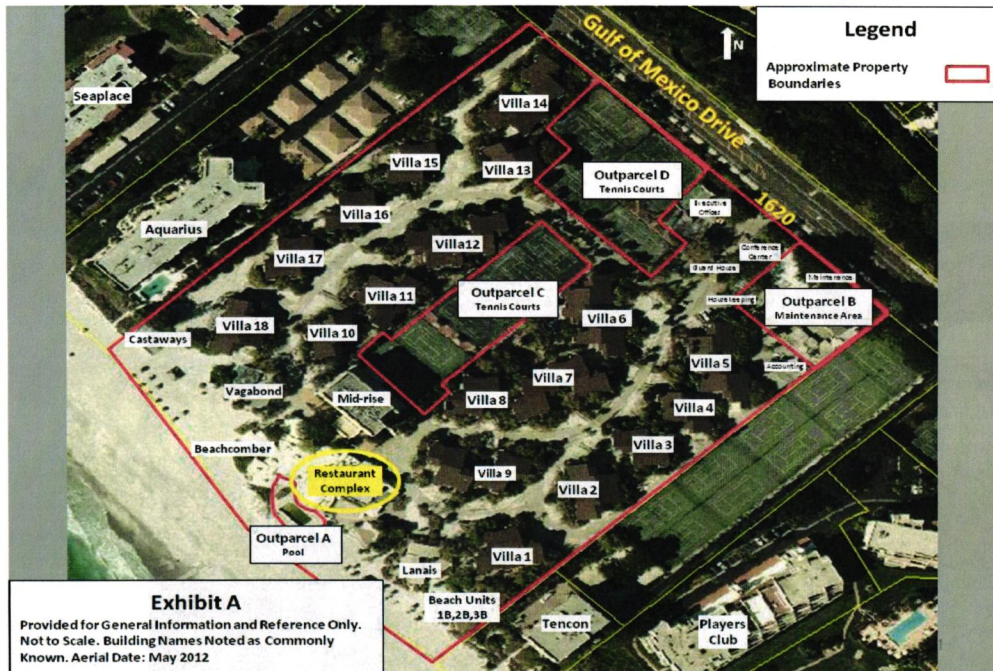 Legend
Approximate Property
Boundaries
N
Gulf of Mexico Drive
1620
Seaplace
Villa 14
Villa 15
Villa 13
Outparcel D
Tennis Courts
Executive
Offices
Villa 16
Aquarius
Villa12
Conference
Center
Villa 17
Guard House
Maintenance
Villa 11
Outparcel C
Tennis Courts
Housekeeping
Outparcel B
Maintenance Area
Villa 18
Villa 10
Villa 6
Castaways
Villa 5
Accounting
Vagabond
Mid-rise
Villa 7
Villa 8
Villa 4
Beachcomber
Villa 3
Restaurant
Complex
Villa 9
Villa 2
Outparcel A
Pool
Villa 1
Lanais
Beach Units
1B,2B,3B
Tencon
Players
Club
Exhibit A
Provided for General Information and Reference Only.
Not to Scale. Building Names Noted as Commonly
Known. Aerial Date: May 2012